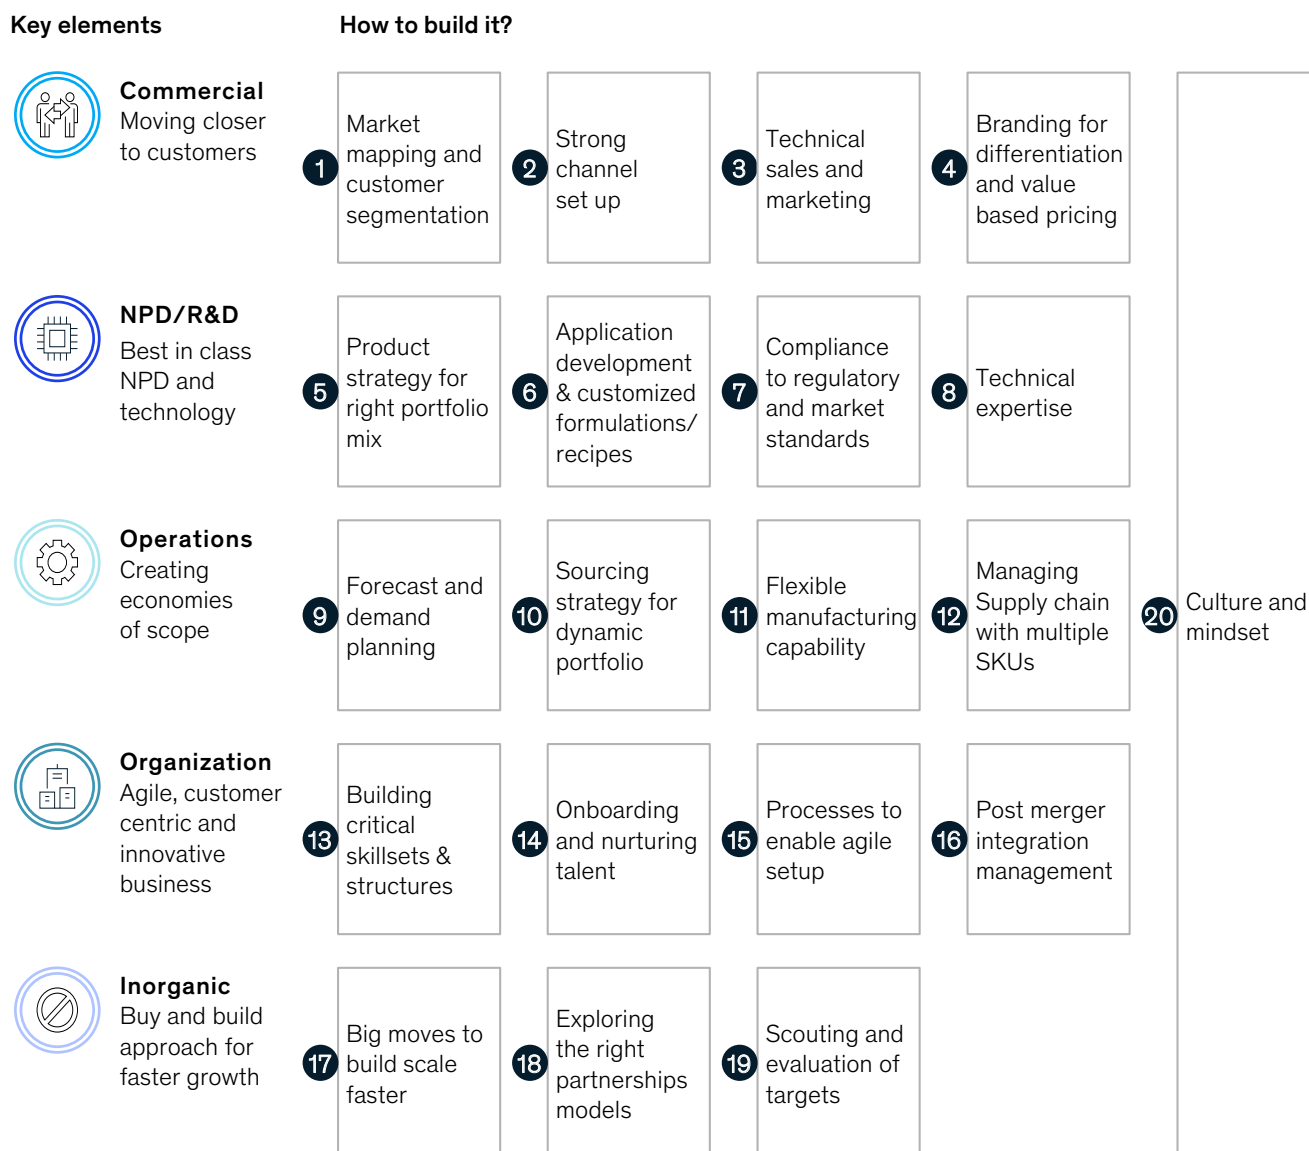 Key elements
How to build it?
Commercial
Moving closer
to customers
1
Market
mapping and
customer
segmentation
2
Strong
channel
set up
3
Technical
sales and
marketing
4
Branding for
differentiation
and value
based pricing
NPD/R&D
Best in class
NPD and
technology
5
Product
strategy for
right portfolio
mix
6
Application
development
& customized
formulations/
recipes
7
Compliance
to regulatory
and market
standards
8
Technical
expertise
Operations
Creating
economies
of scope
9
Forecast and
demand
planning
10
Sourcing
strategy for
dynamic
portfolio
11
Flexible
manufacturing
capability
12
Managing
Supply chain
with multiple
SKUs
20
Culture and
mindset
Organization
Agile, customer
centric and
innovative
business
13
Building
critical
skillsets &
structures
14
Onboarding
and nurturing
talent
15
Processes to
enable agile
setup
16
Post merger
integration
management
Inorganic
Buy and build
approach for
faster growth
17
Big moves to
build scale
faster
18
Exploring
the right
partnerships
models
19
Scouting and
evaluation of
targets